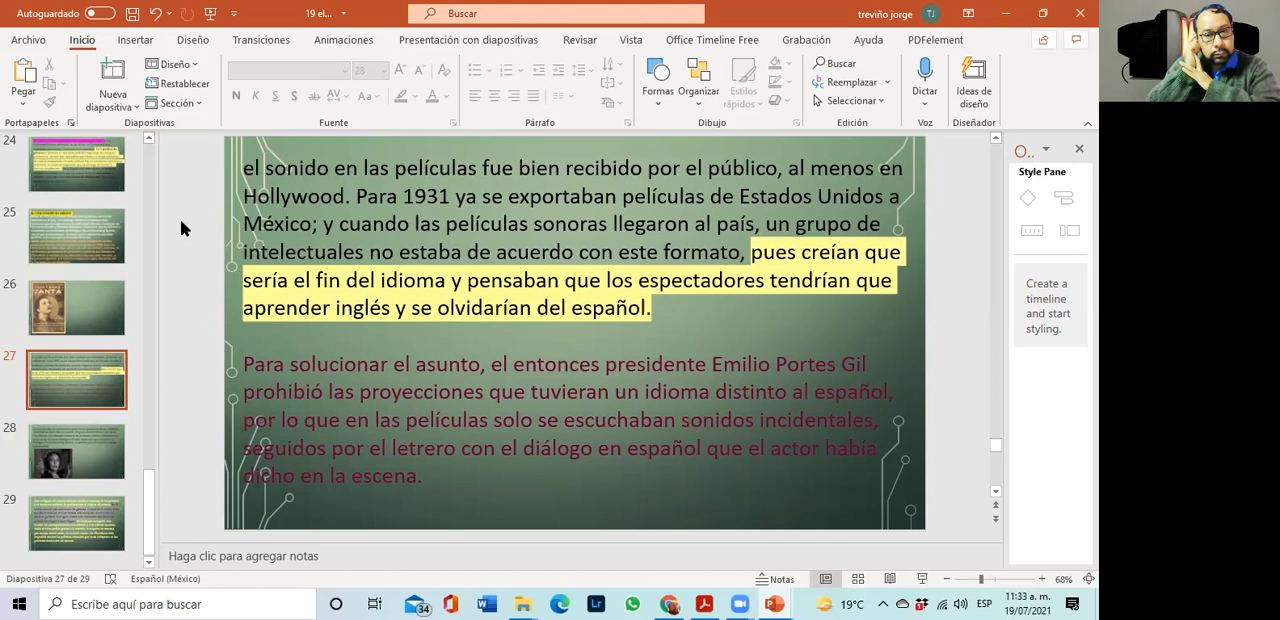 Autoguardado
19 el...
Buscar
treviño jorge
TJ
Archivo
Inicio
Insertar
Diseño
Transiciones
Animaciones
Presentación con diapositivas
Revisar
Vista
Office Timeline Free
Grabación
Ayuda
PDFelement
Pegar
Nueva
diapositiva
Diseño
Restablecer
Sección
28
N K S S ab AV Aa A
Formas
Organizar
Estilos
rápidos
Buscar
Reemplazar
Seleccionar
Dictar
Ideas de
diseño
Portapapeles
Diapositivas
Fuente
Párrafo
Dibujo
Edición
Voz
Diseñador
24
25
26
SANTA
27
28
29
el sonido en las películas fue bien recibido por el público, al menos en
Hollywood. Para 1931 ya se exportaban películas de Estados Unidos a
México; y cuando las películas sonoras llegaron al país, un grupo de
intelectuales no estaba de acuerdo con este formato, pues creían que
sería el fin del idioma y pensaban que los espectadores tendrían que
aprender inglés y se olvidarían del español.
Para solucionar el asunto, el entonces presidente Emilio Portes Gil
prohibió las proyecciones que tuvieran un idioma distinto al español,
por lo que en las películas solo se escuchaban sonidos incidentales,
seguidos por el letrero con el diálogo en español que el actor había
dicho en la escena.
O...
Style Pane
Create a
timeline
and start
styling.
Haga clic para agregar notas
Diapositiva 27 de 29
Español (México)
Notas
68%
Escribe aquí para buscar
34
19°C
ESP
11:33 a. m.
19/07/2021